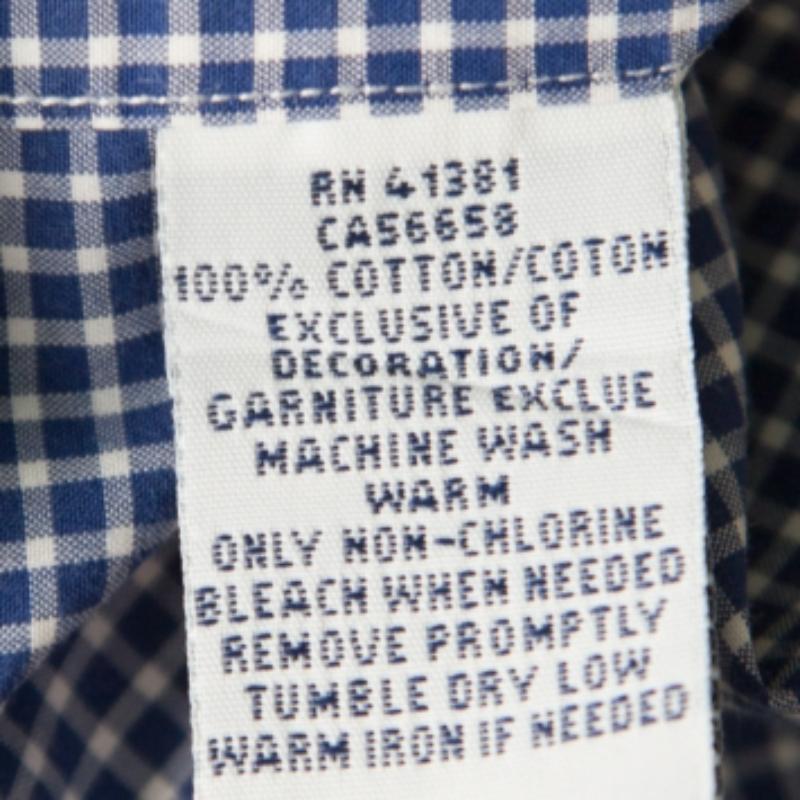 RN 41381
CA56658
100% COTTON/COTON
EXCLUSIVE OF
DECORATION/
GARNITURE EXCLUE
MACHINE WASH
WARM
ONLY NON-CHLORINE
BLEACH WHEN NEEDED
REMOVE PROMPTLY
TUMBLE DRY LOW
WARM IRON IF NEEDED